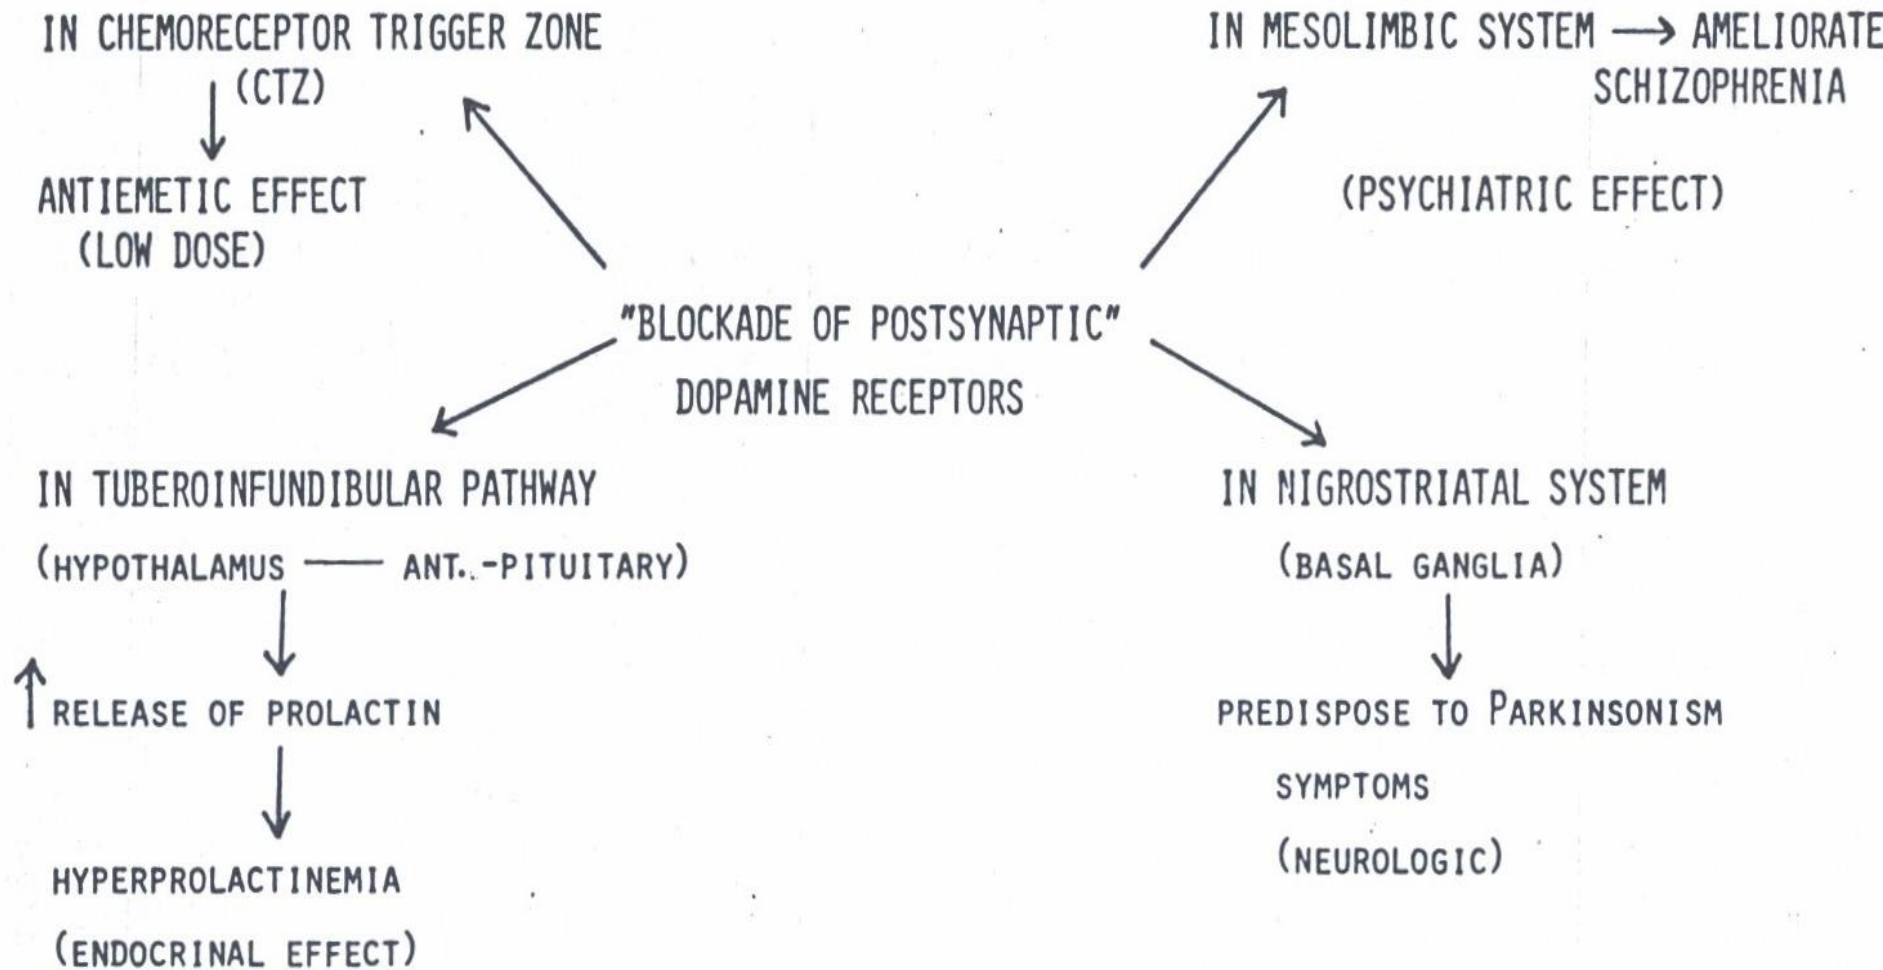 IN CHEMORECEPTOR TRIGGER ZONE
(CTZ)
ANTIEMETIC EFFECT
(LOW DOSE)
IN MESOLIMBIC SYSTEM → AMELIORATE
SCHIZOPHRENIA
(PSYCHIATRIC EFFECT)
"BLOCKADE OF POSTSYNAPTIC"
DOPAMINE RECEPTORS
IN TUBEROINFUNDIBULAR PATHWAY
(HYPOTHALAMUS — ANT.-PITUITARY)
↑ RELEASE OF PROLACTIN
HYPERPROLACTINEMIA
(ENDOCRINAL EFFECT)
IN NIGROSTRIATAL SYSTEM
(BASAL GANGLIA)
PREDISPOSE TO PARKINSONISM
SYMPTOMS
(NEUROLOGIC)